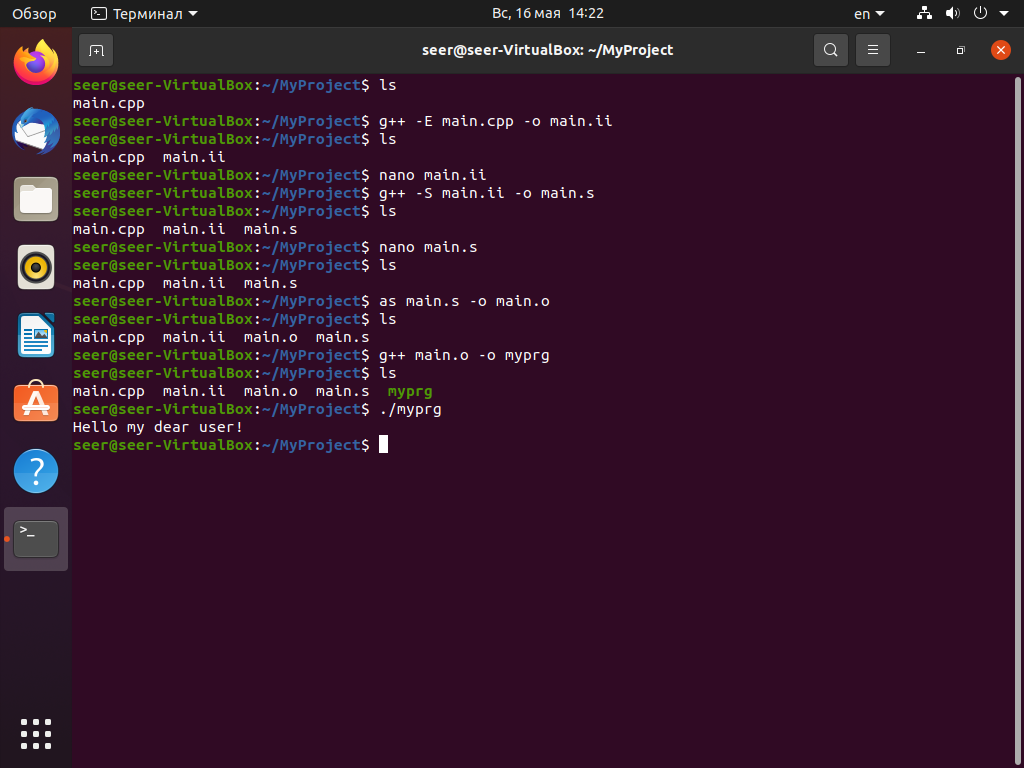 Обзор Терминал Вс, 16 мая 14:22 en
seer@seer-VirtualBox: ~/MyProject
seer@seer-VirtualBox:~/MyProject$ ls
main.cpp
seer@seer-VirtualBox:~/MyProject$ g++ -E main.cpp -o main.ii
seer@seer-VirtualBox:~/MyProject$ ls
main.cpp  main.ii
seer@seer-VirtualBox:~/MyProject$ nano main.ii
seer@seer-VirtualBox:~/MyProject$ g++ -S main.ii -o main.s
seer@seer-VirtualBox:~/MyProject$ ls
main.cpp  main.ii  main.s
seer@seer-VirtualBox:~/MyProject$ nano main.s
seer@seer-VirtualBox:~/MyProject$ ls
main.cpp  main.ii  main.s
seer@seer-VirtualBox:~/MyProject$ as main.s -o main.o
seer@seer-VirtualBox:~/MyProject$ ls
main.cpp  main.ii  main.o  main.s
seer@seer-VirtualBox:~/MyProject$ g++ main.o -o myprg
seer@seer-VirtualBox:~/MyProject$ ls
main.cpp  main.ii  main.o  main.s  myprg
seer@seer-VirtualBox:~/MyProject$ ./myprg
Hello my dear user!
seer@seer-VirtualBox:~/MyProject$